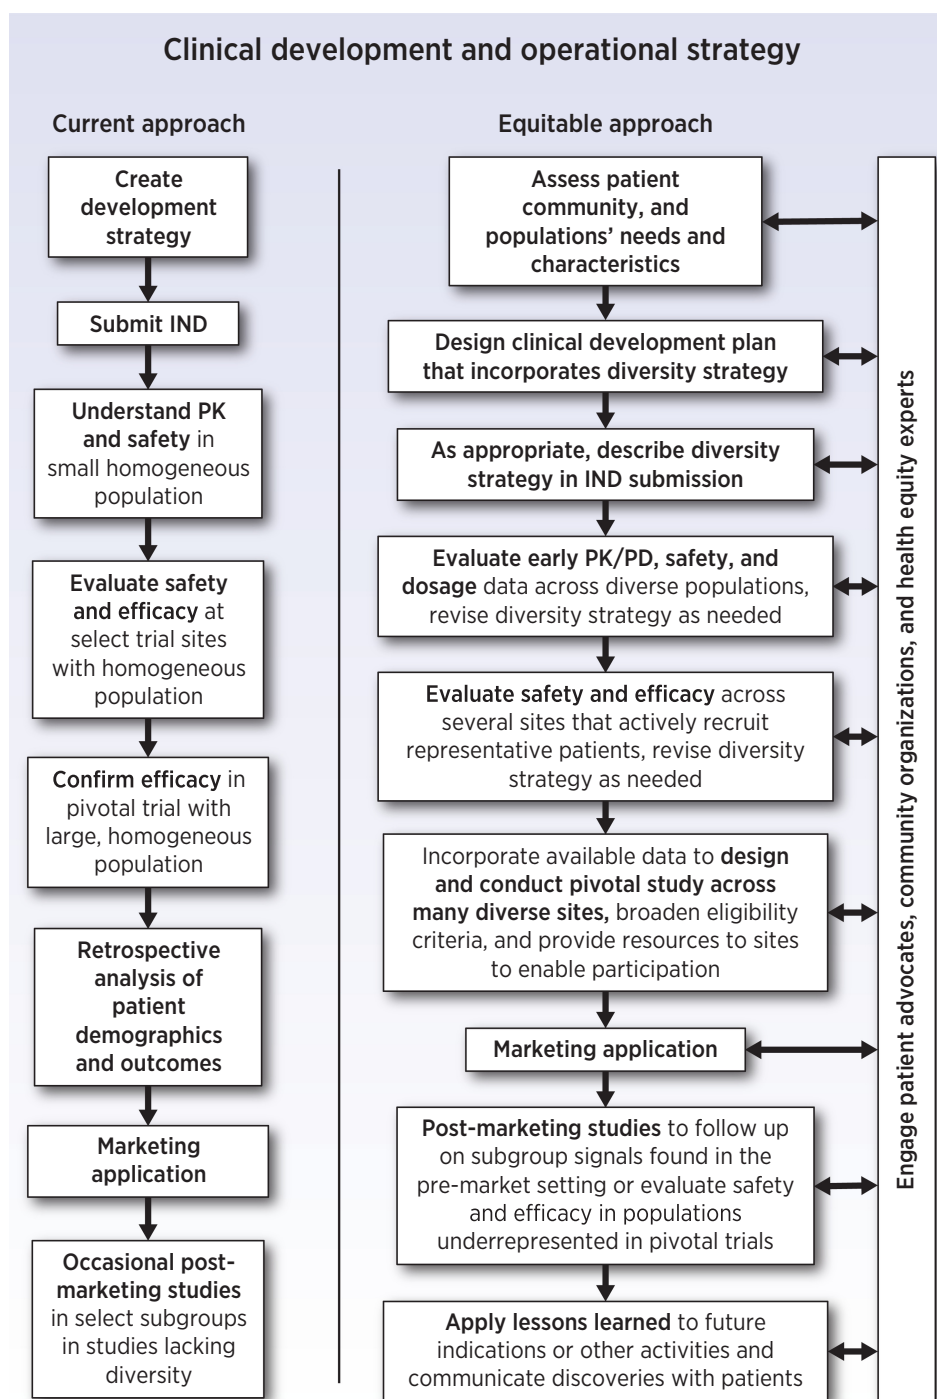 Clinical development and operational strategy
Current approach
Create
development
strategy
Submit IND
Understand PK
and safety in
small homogeneous
population
Evaluate safety
and efficacy at
select trial sites
with homogeneous
population
Confirm efficacy in
pivotal trial with
large, homogeneous
population
Retrospective
analysis of
patient
demographics
and outcomes
Marketing
application
Occasional post-
marketing studies
in select subgroups
in studies lacking
diversity
Equitable approach
Assess patient
community, and
populations’ needs and
characteristics
Design clinical development plan
that incorporates diversity strategy
As appropriate, describe diversity
strategy in IND submission
Evaluate early PK/PD, safety, and
dosage data across diverse populations,
revise diversity strategy as needed
Evaluate safety and efficacy across
several sites that actively recruit
representative patients, revise diversity
strategy as needed
Incorporate available data to design
and conduct pivotal study across
many diverse sites, broaden eligibility
criteria, and provide resources to sites
to enable participation
Marketing application
Post-marketing studies to follow up
on subgroup signals found in the
pre-market setting or evaluate safety
and efficacy in populations
underrepresented in pivotal trials
Apply lessons learned to future
indications or other activities and
communicate discoveries with patients
Engage patient advocates, community organizations, and health equity experts